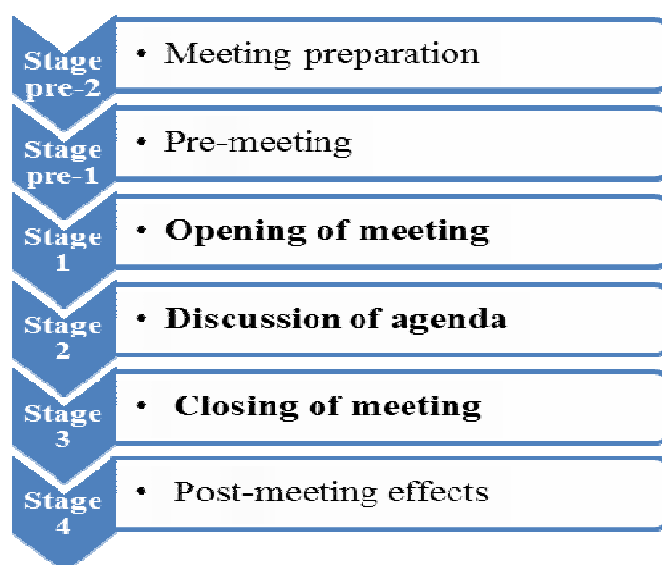 Stage
pre-2
• Meeting preparation
Stage
pre-1
• Pre-meeting
Stage
1
• Opening of meeting
Stage
2
• Discussion of agenda
Stage
3
• Closing of meeting
Stage
4
• Post-meeting effects